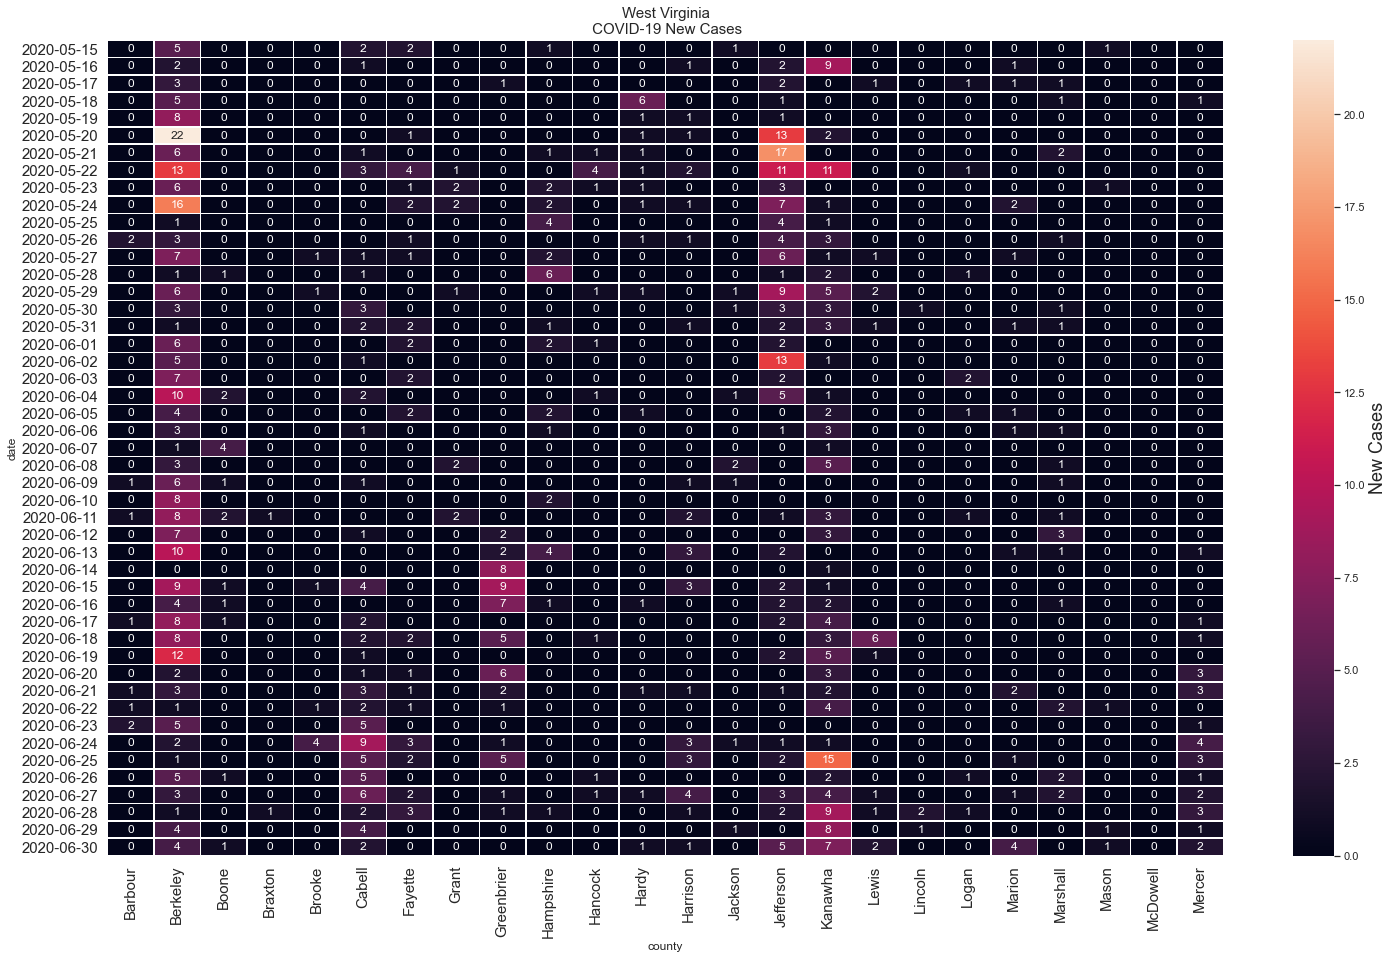 West Virginia
COVID-19 New Cases
2020-05-15 0 5 0 0 0 2 2 0 0 1 0 0 0 1 0 0 0 0 0 0 0 1 0 0
2020-05-16 0 2 0 0 0 1 0 0 0 0 0 0 1 0 2 9 0 0 0 1 0 0 0 0
2020-05-17 0 3 0 0 0 0 0 0 1 0 0 0 0 0 2 0 1 0 1 1 1 0 0 0
2020-05-18 0 5 0 0 0 0 0 0 0 0 0 6 0 0 1 0 0 0 0 0 1 0 0 1
2020-05-19 0 8 0 0 0 0 0 0 0 0 0 1 1 0 1 0 0 0 0 0 0 0 0 0
2020-05-20 0 22 0 0 0 0 1 0 0 0 0 1 1 0 13 2 0 0 0 0 0 0 0 0
2020-05-21 0 6 0 0 0 1 0 0 0 1 1 1 0 0 17 0 0 0 0 0 2 0 0 0
2020-05-22 0 13 0 0 0 3 4 1 0 0 4 1 2 0 11 11 0 0 1 0 0 0 0 0
2020-05-23 0 6 0 0 0 0 1 2 0 2 1 1 0 0 3 0 0 0 0 0 0 1 0 0
2020-05-24 0 16 0 0 0 0 2 2 0 2 0 1 1 0 7 1 0 0 0 2 0 0 0 0
2020-05-25 0 1 0 0 0 0 0 0 0 4 0 0 0 0 4 1 0 0 0 0 0 0 0 0
2020-05-26 2 3 0 0 0 0 1 0 0 0 0 1 1 0 4 3 0 0 0 0 1 0 0 0
2020-05-27 0 7 0 0 1 1 1 0 0 2 0 0 0 0 6 1 1 0 0 1 0 0 0 0
2020-05-28 0 1 1 0 0 1 0 0 0 6 0 0 0 0 1 2 0 0 1 0 0 0 0 0
2020-05-29 0 6 0 0 1 0 0 1 0 0 1 1 0 1 9 5 2 0 0 0 0 0 0 0
2020-05-30 0 3 0 0 0 3 0 0 0 0 0 0 0 1 3 3 0 1 0 0 1 0 0 0
2020-05-31 0 1 0 0 0 2 2 0 0 1 0 0 1 0 2 3 1 0 0 1 1 0 0 0
2020-06-01 0 6 0 0 0 0 2 0 0 2 1 0 0 0 2 0 0 0 0 0 0 0 0 0
2020-06-02 0 5 0 0 0 1 0 0 0 0 0 0 0 0 13 1 0 0 0 0 0 0 0 0
2020-06-03 0 7 0 0 0 0 2 0 0 0 0 0 0 0 2 0 0 0 2 0 0 0 0 0
2020-06-04 0 10 2 0 0 2 0 0 0 0 1 0 0 1 5 1 0 0 0 0 0 0 0 0
2020-06-05 0 4 0 0 0 0 2 0 0 2 0 1 0 0 0 2 0 0 1 1 0 0 0 0
2020-06-06 0 3 0 0 0 1 0 0 0 1 0 0 0 0 1 3 0 0 0 1 1 0 0 0
2020-06-07 0 1 4 0 0 0 0 0 0 0 0 0 0 0 0 1 0 0 0 0 0 0 0 0
2020-06-08 0 3 0 0 0 0 0 2 0 0 0 0 0 2 0 5 0 0 0 0 1 0 0 0
2020-06-09 1 6 1 0 0 1 0 0 0 0 0 0 1 1 0 0 0 0 0 0 1 0 0 0
2020-06-10 0 8 0 0 0 0 0 0 0 2 0 0 0 0 0 0 0 0 0 0 0 0 0 0
2020-06-11 1 8 2 1 0 0 0 2 0 0 0 0 2 0 1 3 0 0 1 0 1 0 0 0
2020-06-12 0 7 0 0 0 1 0 0 2 0 0 0 0 0 0 3 0 0 0 0 3 0 0 0
2020-06-13 0 10 0 0 0 0 0 0 2 4 0 0 3 0 2 0 0 0 0 1 1 0 0 1
2020-06-14 0 0 0 0 0 0 0 0 8 0 0 0 0 0 0 1 0 0 0 0 0 0 0 0
2020-06-15 0 9 1 0 1 4 0 0 9 0 0 0 3 0 2 1 0 0 0 0 0 0 0 0
2020-06-16 0 4 1 0 0 0 0 0 7 1 0 1 0 0 2 2 0 0 0 0 1 0 0 0
2020-06-17 1 8 1 0 0 2 0 0 0 0 0 0 0 0 2 4 0 0 0 0 0 0 0 1
2020-06-18 0 8 0 0 0 2 2 0 5 0 1 0 0 0 0 3 6 0 0 0 0 0 0 1
2020-06-19 0 12 0 0 0 1 0 0 0 0 0 0 0 0 2 5 1 0 0 0 0 0 0 0
2020-06-20 0 2 0 0 0 1 1 0 6 0 0 0 0 0 0 3 0 0 0 0 0 0 0 3
2020-06-21 1 3 0 0 0 3 1 0 2 0 0 1 1 0 1 2 0 0 0 2 0 0 0 3
2020-06-22 1 1 0 0 1 2 1 0 1 0 0 0 0 0 0 4 0 0 0 0 2 1 0 0
2020-06-23 2 5 0 0 0 5 0 0 0 0 0 0 0 0 0 0 0 0 0 0 0 0 0 1
2020-06-24 0 2 0 0 4 9 3 0 1 0 0 0 3 1 1 1 0 0 0 0 0 0 0 4
2020-06-25 0 1 0 0 0 5 2 0 5 0 0 0 3 0 2 15 0 0 0 1 0 0 0 3
2020-06-26 0 5 1 0 0 5 0 0 0 0 1 0 0 0 0 2 0 0 1 0 2 0 0 1
2020-06-27 0 3 0 0 0 6 2 0 1 0 1 1 4 0 3 4 1 0 0 1 2 0 0 2
2020-06-28 0 1 0 1 0 2 3 0 1 1 0 0 1 0 2 9 1 2 1 0 0 0 0 3
2020-06-29 0 4 0 0 0 4 0 0 0 0 0 0 0 1 0 8 0 1 0 0 0 1 0 1
2020-06-30 0 4 1 0 0 2 0 0 0 0 0 1 1 0 5 7 2 0 0 4 0 1 0 2
date
Barbour Berkeley Boone Braxton Brooke Cabell Fayette Grant Greenbrier Hampshire Hancock Hardy Harrison Jackson Jefferson Kanawha Lewis Lincoln Logan Marion Marshall Mason McDowell Mercer
county
20.0
17.5
15.0
12.5
10.0
7.5
5.0
2.5
0.0
New Cases